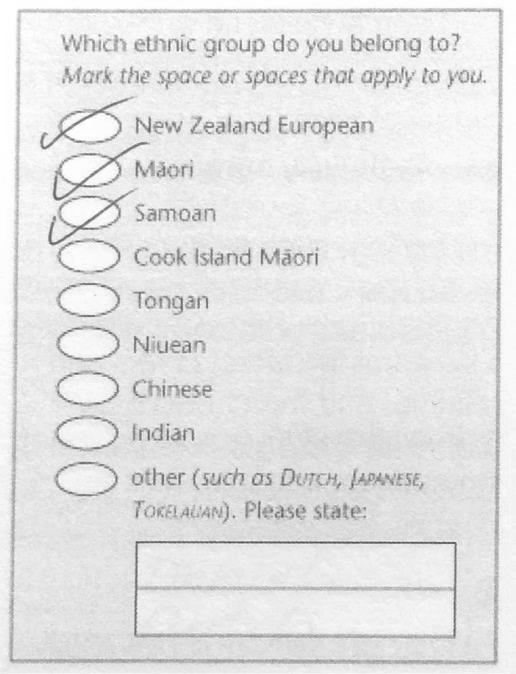 Which ethnic group do you belong to?
Mark the space or spaces that apply to you.
New Zealand European
Māori
Samoan
Cook Island Māori
Tongan
Niuean
Chinese
Indian
other (such as DUTCH, JAPANESE,
TOKELAUAN). Please state: